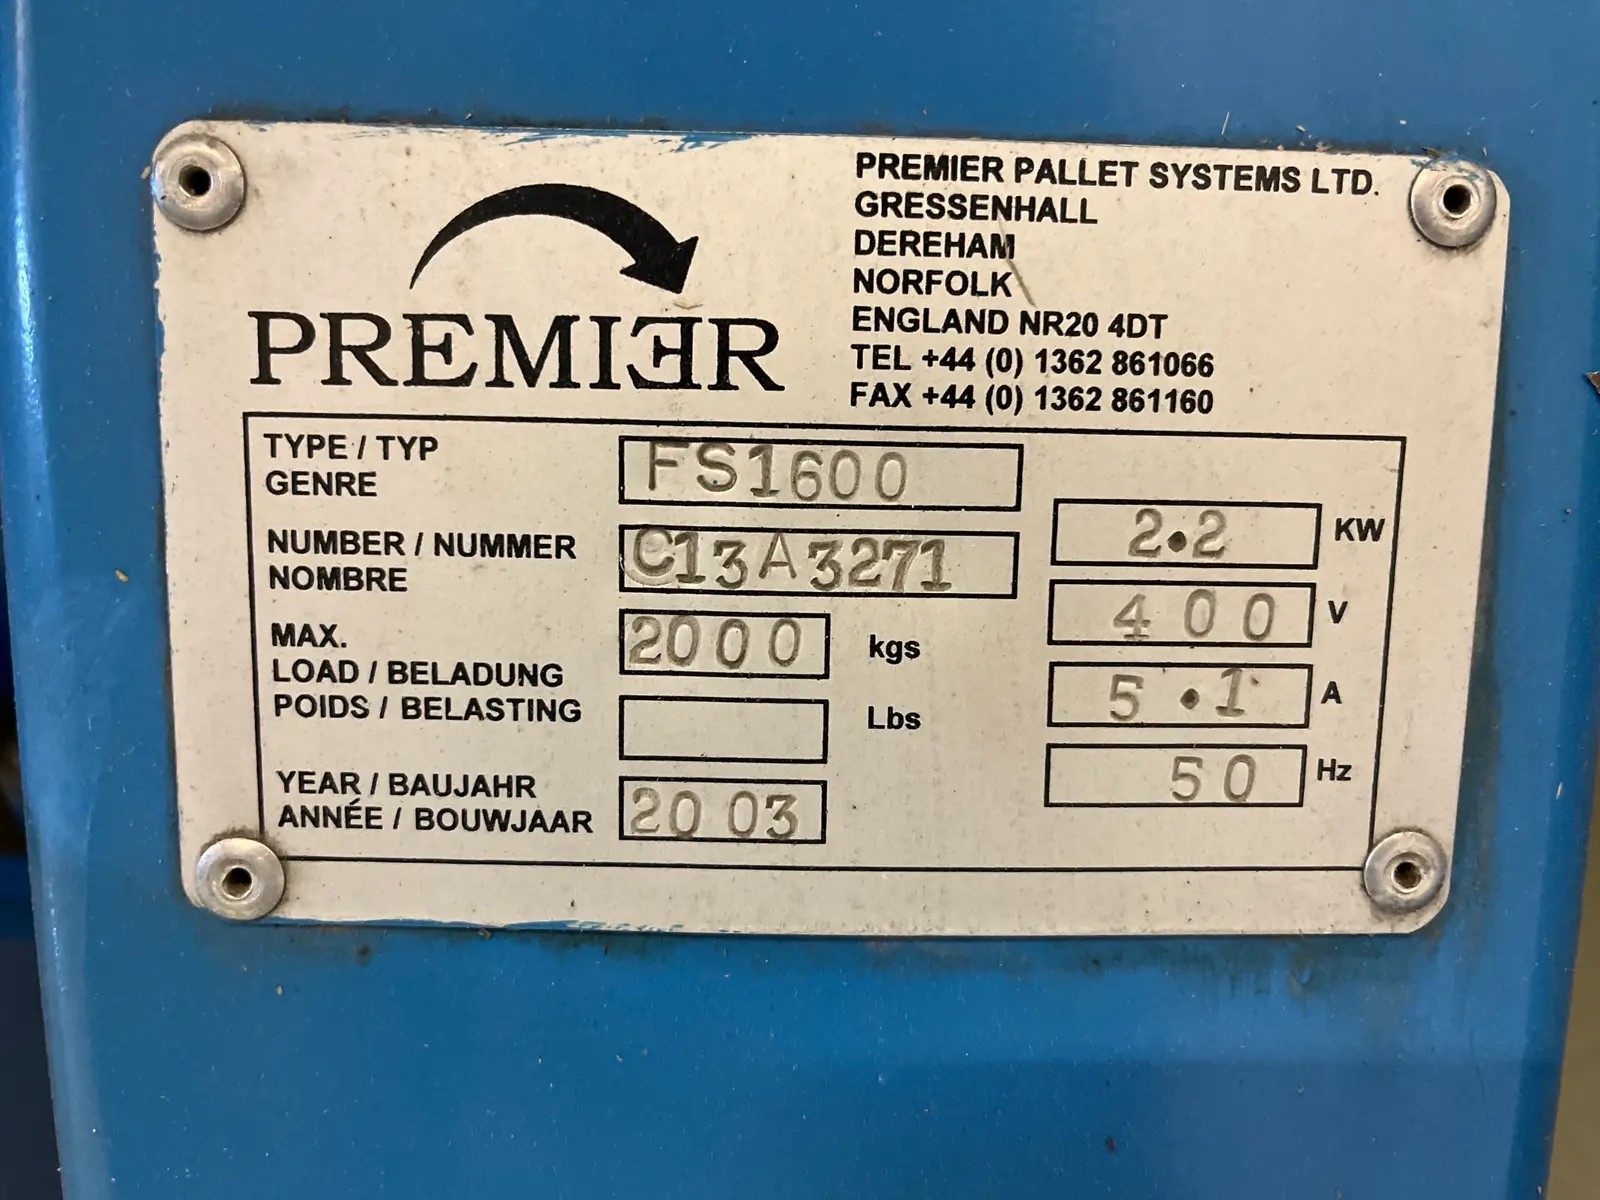 PREMIER
PREMIER PALLET SYSTEMS LTD.
GRESSENHALL
DEREHAM
NORFOLK
ENGLAND NR20 4DT
TEL +44 (0) 1362 861066
FAX +44 (0) 1362 861160
TYPE / TYP
GENRE
FS1600
NUMBER / NUMMER
NOMBRE
C13A3271
MAX.
LOAD / BELADUNG
POIDS / BELASTING
2000 kgs
Lbs
YEAR / BAUJAHR
ANNÉE / BOUWJAAR
2003
2.2 KW
400 V
5.1 A
50 Hz